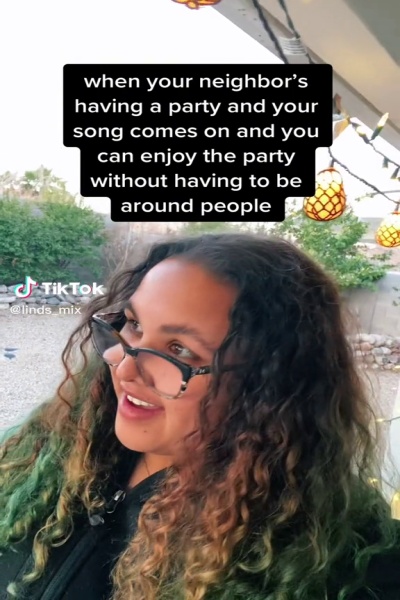 when your neighbor's
having a party and your
song comes on and you
can enjoy the party
without having to be
around people
TikTok
@linds_mix